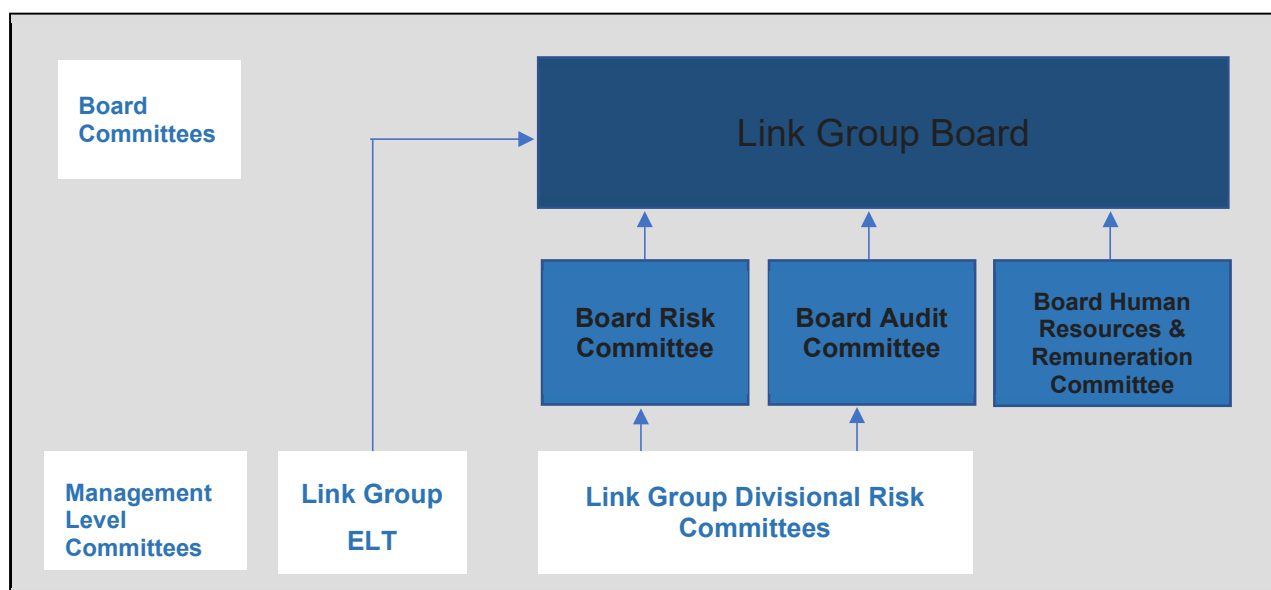 Board
Committees
Link Group Board
Board Risk
Committee
Board Audit
Committee
Board Human
Resources &
Remuneration
Committee
Management
Level
Committees
Link Group
ELT
Link Group Divisional Risk
Committees